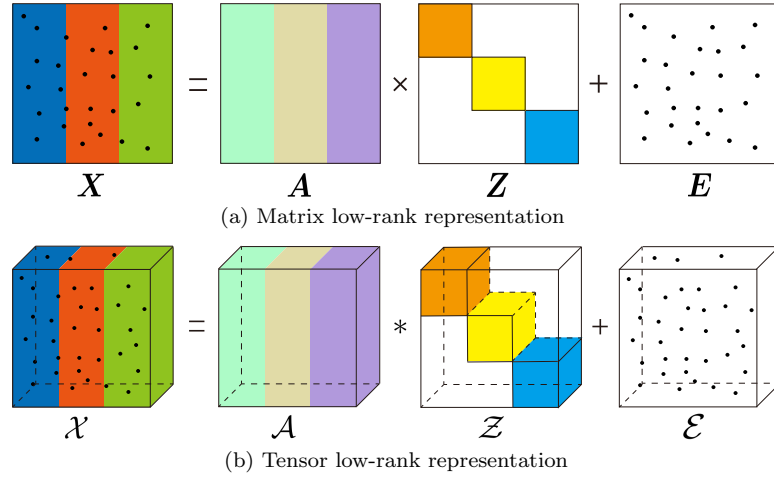 = × +
X A Z E
(a) Matrix low-rank representation
= * +
𝒳 𝒜 𝒵 ℰ
(b) Tensor low-rank representation